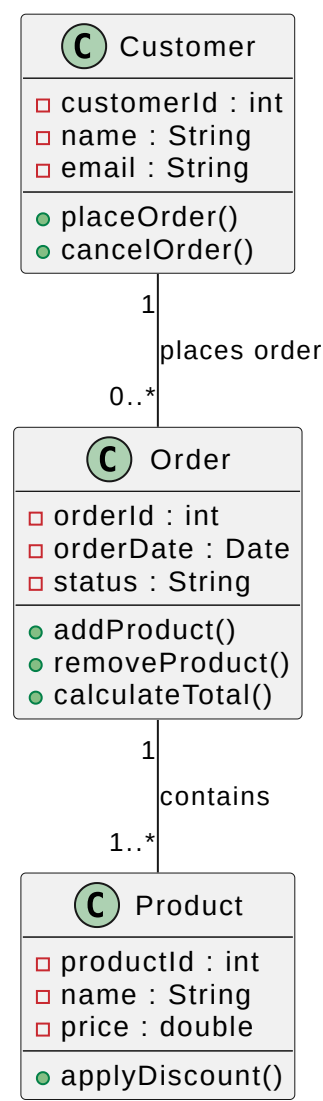 C Customer
customerId : int
name : String
email : String
placeOrder()
cancelOrder()
1
places order
0..*
C Order
orderId : int
orderDate : Date
status : String
addProduct()
removeProduct()
calculateTotal()
1
contains
1..*
C Product
productId : int
name : String
price : double
applyDiscount()